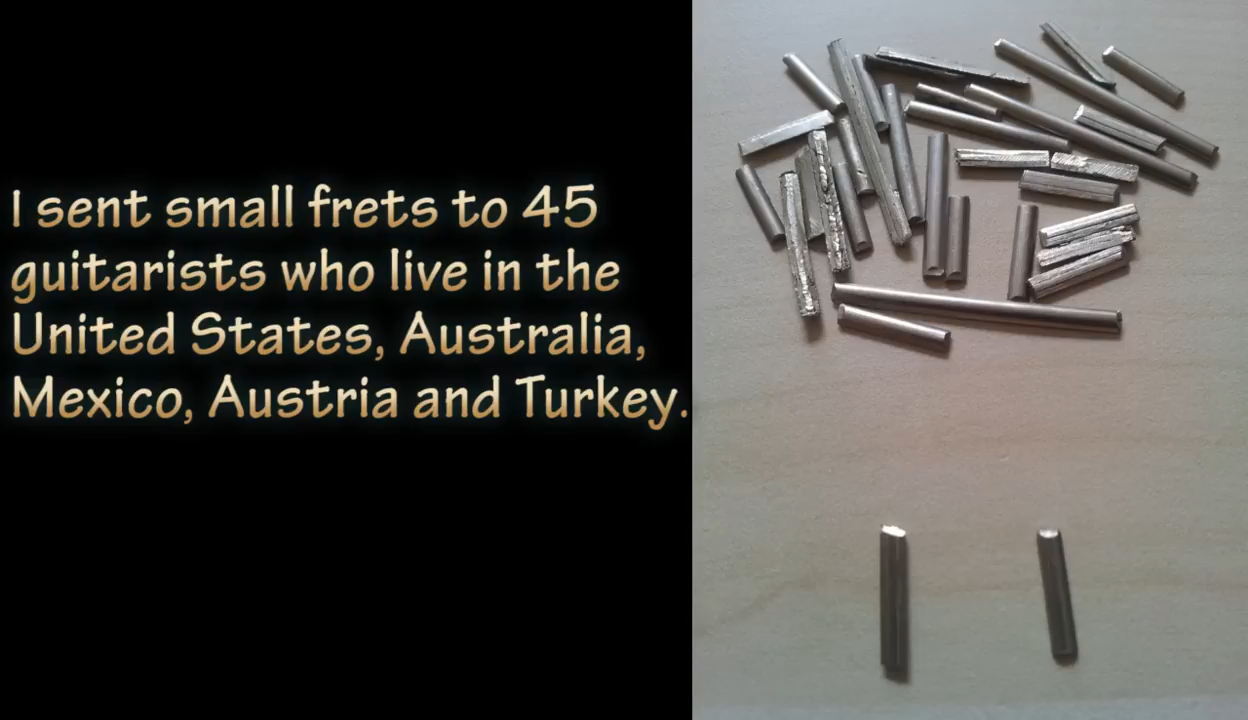 I sent small frets to 45
guitarists who live in the
United States, Australia,
Mexico, Austria and Turkey.